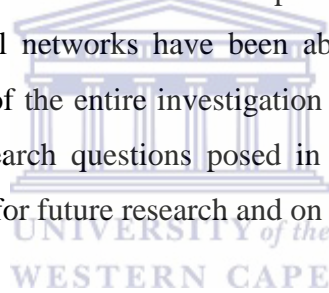 l networks have been ab
of the entire investigation
earch questions posed in
for future research and on
UNIVERSITY of the
WESTERN CAPE